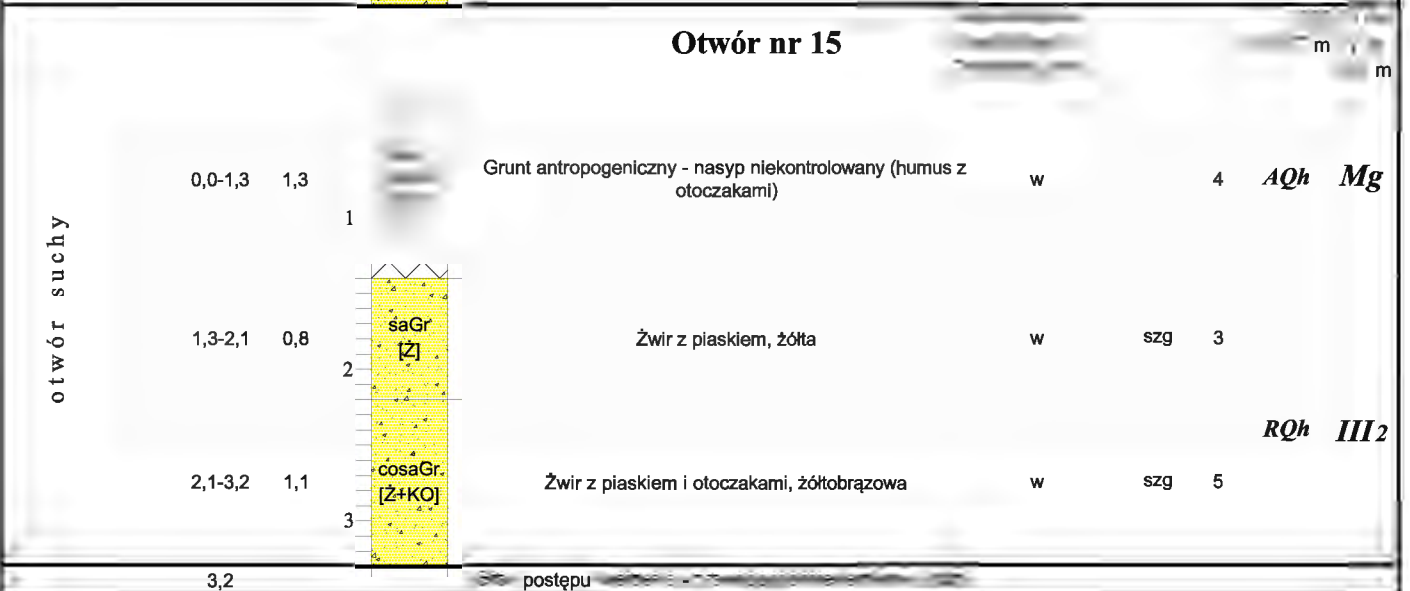 Otwór nr 15
m
m
otwór suchy
0,0-1,3 1,3 Grunt antropogeniczny - nasyp niekontrolowany (humus z otoczakami) w 4 AQh Mg
1
1,3-2,1 0,8 saGr [Ż] Żwir z piaskiem, żółta w szg 3
2
RQh III2
2,1-3,2 1,1 cosaGr [Ż+KO] Żwir z piaskiem i otoczakami, żółtobrązowa w szg 5
3
3,2 postępu